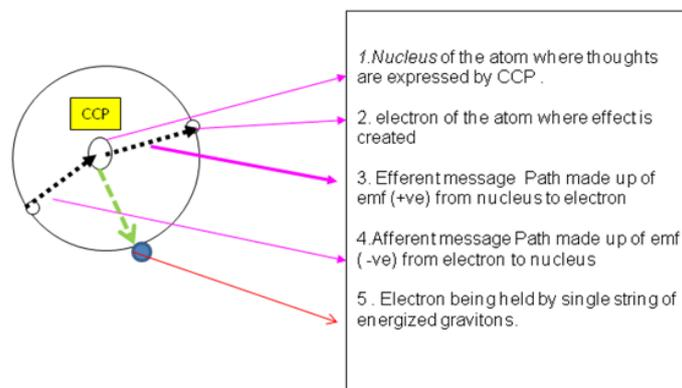 CCP
1.Nucleus of the atom where thoughts
are expressed by CCP .
2. electron of the atom where effect is
created
3. Efferent message Path made up of
emf (+ve) from nucleus to electron
4.Afferent message Path made up of emf
( -ve) from electron to nucleus
5 . Electron being held by single string of
energized gravitons.